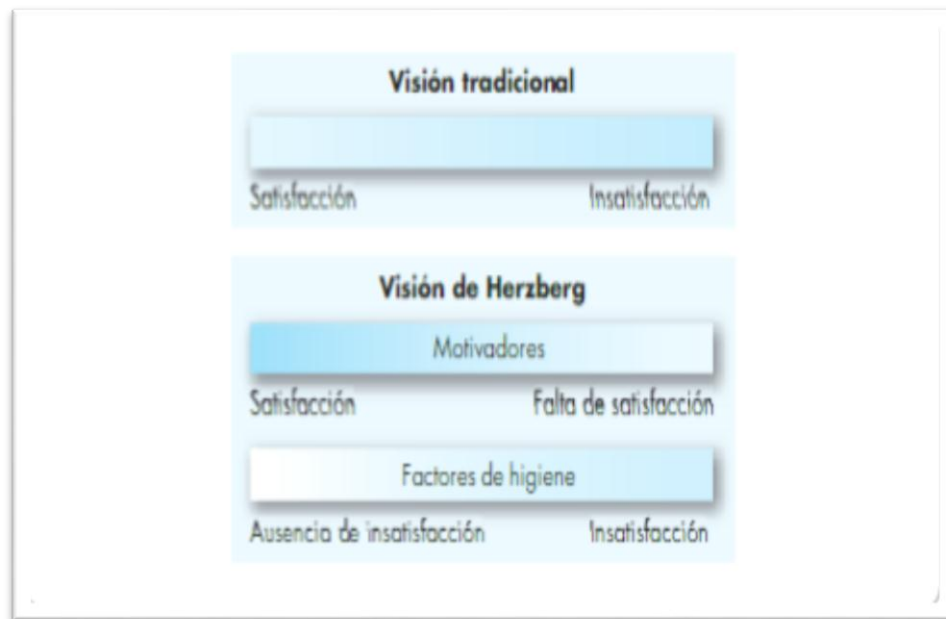 Visión tradicional
Satisfacción Insatisfacción
Visión de Herzberg
Motivadores
Satisfacción Falta de satisfacción
Factores de higiene
Ausencia de insatisfacción Insatisfacción